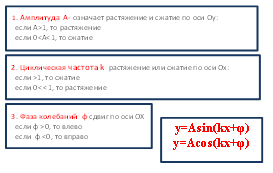 1. Амплитуда А- означает растяжение и сжатие по оси Оу:
если А>1, то растяжение
если 0<А< 1, то сжатие
2. Циклическая частота k растяжение или сжатие по оси Ох:
если >1, то сжатие
если 0< < 1, то растяжение
3. Фаза колебаний φ сдвиг по оси ОХ
если φ >0, то влево
если φ <0, то вправо
y=Asin(kx+φ)
y=Acos(kx+φ)